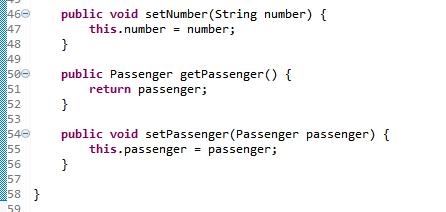 46 public void setNumber(String number) {
47 this.number = number;
48 }
49
50 public Passenger getPassenger() {
51 return passenger;
52 }
53
54 public void setPassenger(Passenger passenger) {
55 this.passenger = passenger;
56 }
57
58 }
59